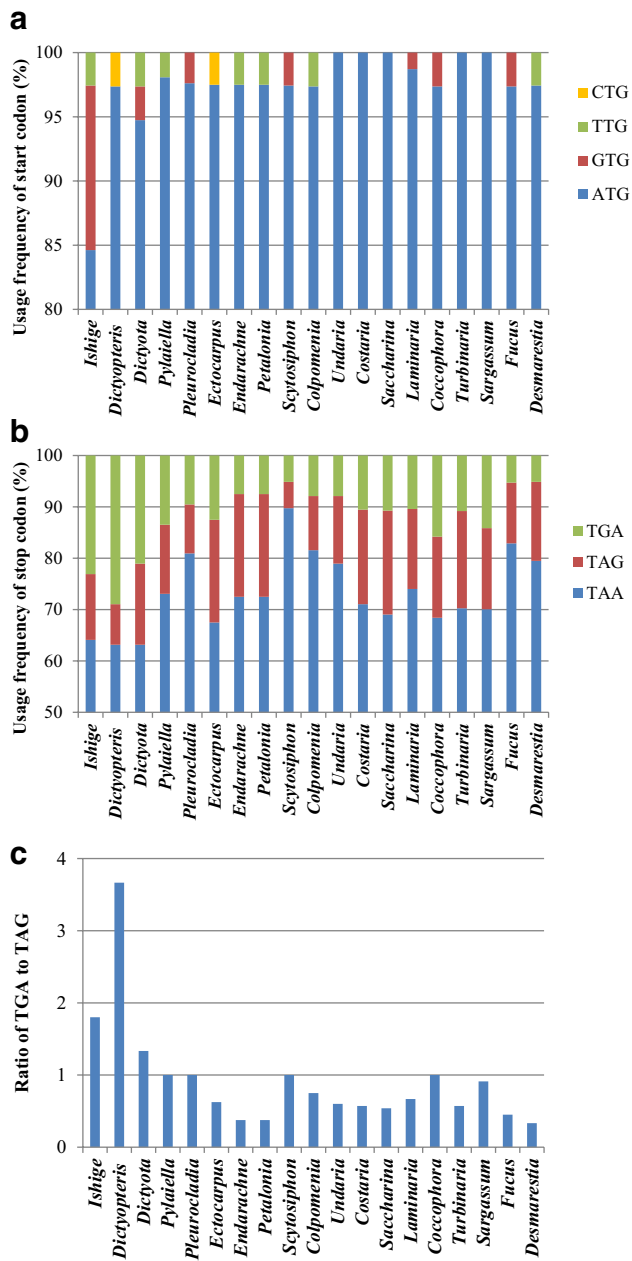 a
Usage frequency of start codon (%)
100
95
90
85
80
CTG
TTG
GTG
ATG
Ishige
Dictyopteris
Dictyota
Pylaiella
Pleurocladia
Ectocarpus
Endarachne
Petalonia
Scytosiphon
Colpomenia
Undaria
Costaria
Saccharina
Laminaria
Coccophora
Turbinaria
Sargassum
Fucus
Desmarestia
b
Usage frequency of stop codon (%)
100
90
80
70
60
50
TGA
TAG
TAA
Ishige
Dictyopteris
Dictyota
Pylaiella
Pleurocladia
Ectocarpus
Endarachne
Petalonia
Scytosiphon
Colpomenia
Undaria
Costaria
Saccharina
Laminaria
Coccophora
Turbinaria
Sargassum
Fucus
Desmarestia
c
Ratio of TGA to TAG
4
3
2
1
0
Ishige
Dictyopteris
Dictyota
Pylaiella
Pleurocladia
Ectocarpus
Endarachne
Petalonia
Scytosiphon
Colpomenia
Undaria
Costaria
Saccharina
Laminaria
Coccophora
Turbinaria
Sargassum
Fucus
Desmarestia